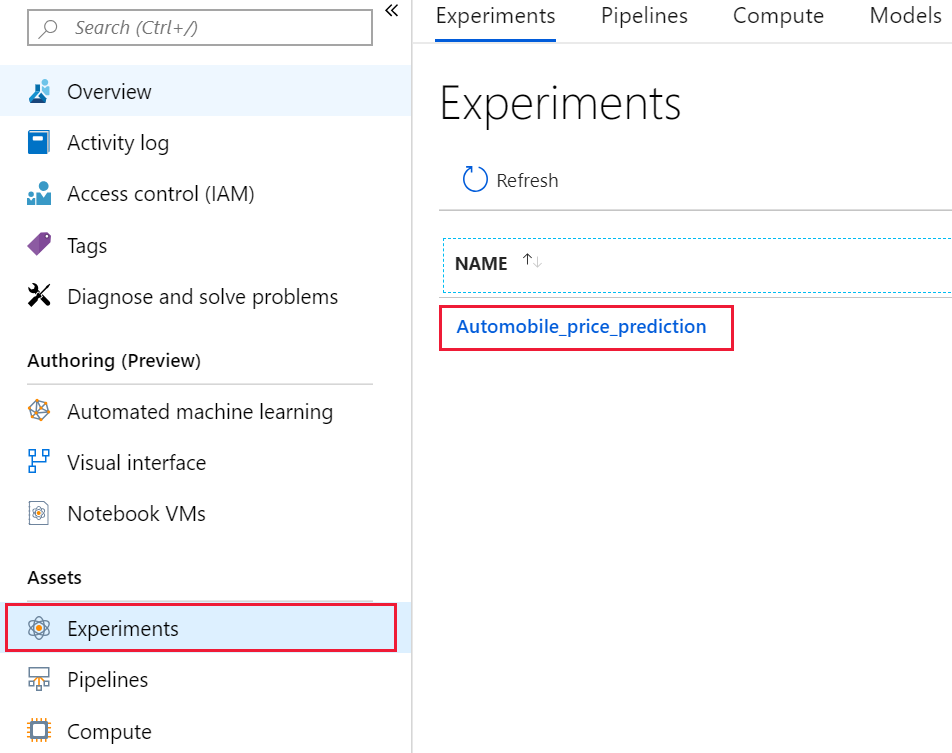 Search (Ctrl+/)
«
Overview
Activity log
Access control (IAM)
Tags
Diagnose and solve problems
Authoring (Preview)
Automated machine learning
Visual interface
Notebook VMs
Assets
Experiments
Pipelines
Compute
Experiments Pipelines Compute Models
Experiments
Refresh
NAME ↑↓
Automobile_price_prediction